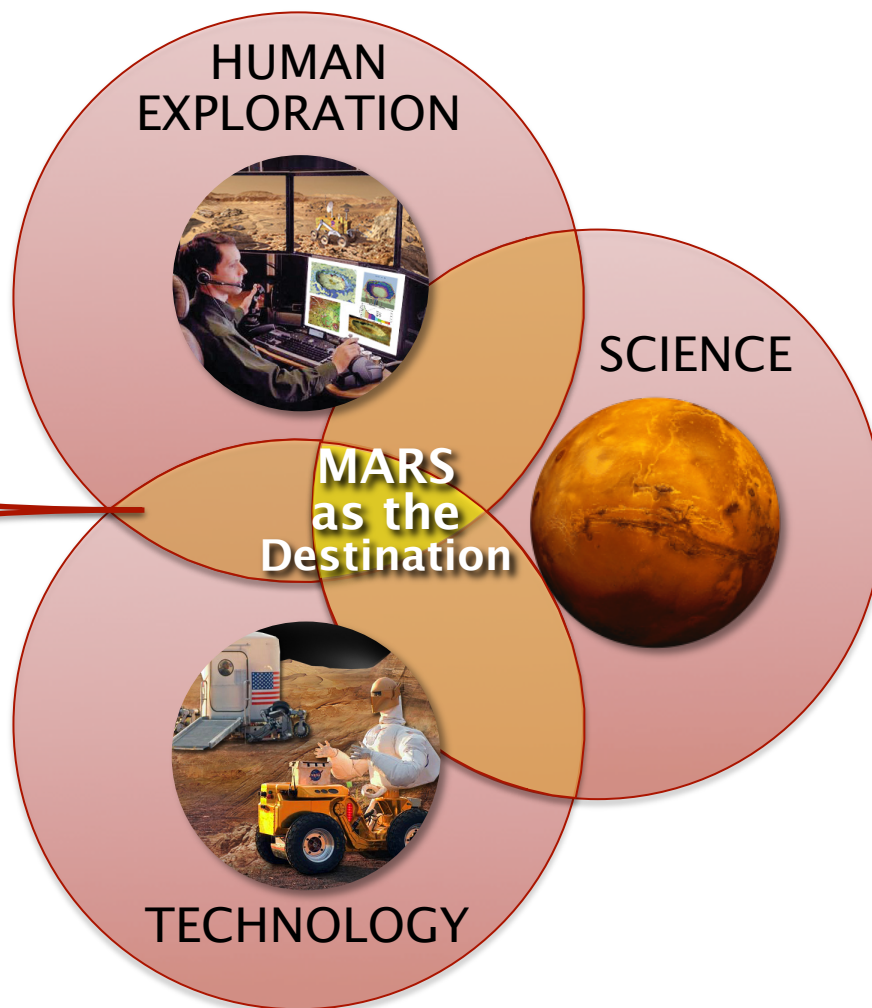 HUMAN
EXPLORATION
SCIENCE
MARS
as the
Destination
TECHNOLOGY